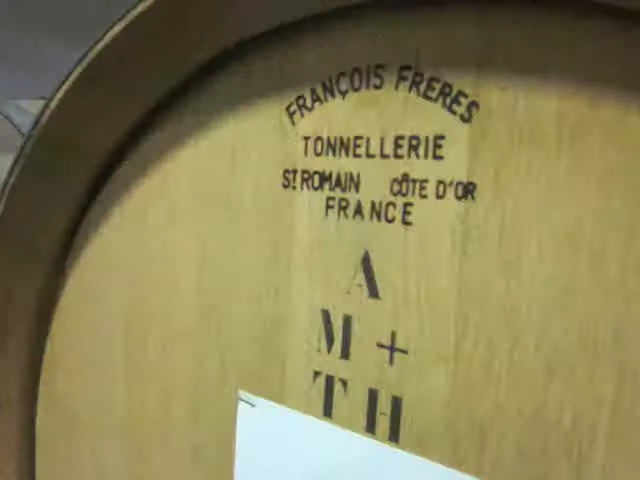 FRANÇOIS FRERES
TONNELLERIE
ST ROMAIN CÔTE D'OR
FRANCE
A
M +
TH